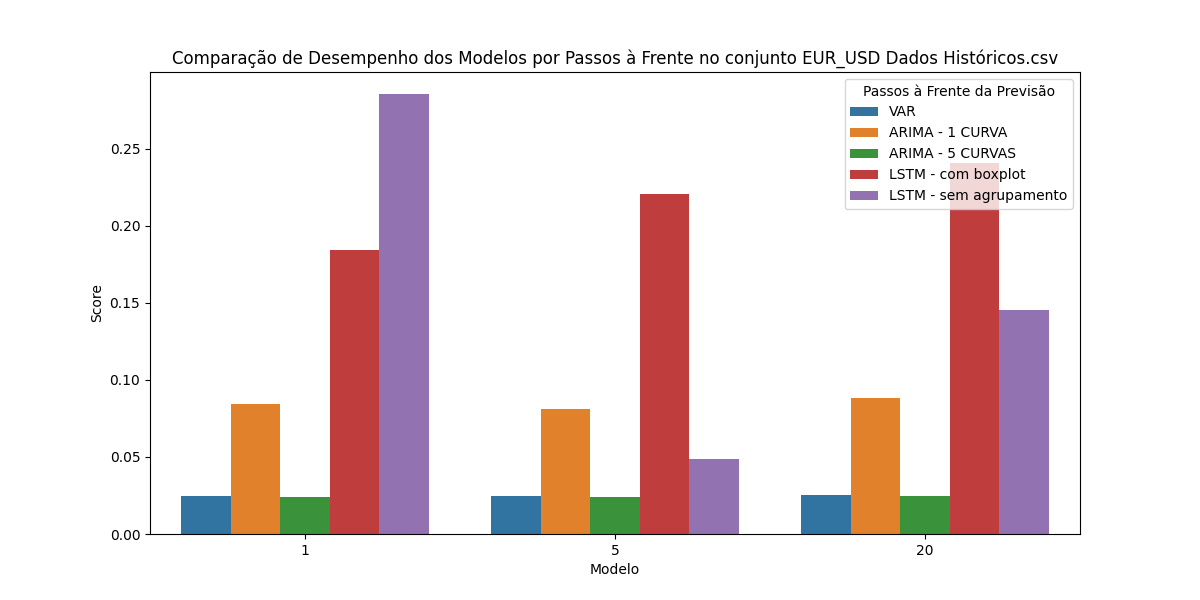 Comparação de Desempenho dos Modelos por Passos à Frente no conjunto EUR_USD Dados Históricos.csv
Passos à Frente da Previsão
VAR
ARIMA - 1 CURVA
ARIMA - 5 CURVAS
LSTM - com boxplot
LSTM - sem agrupamento
Score
0.25
0.20
0.15
0.10
0.05
0.00
1
5
20
Modelo